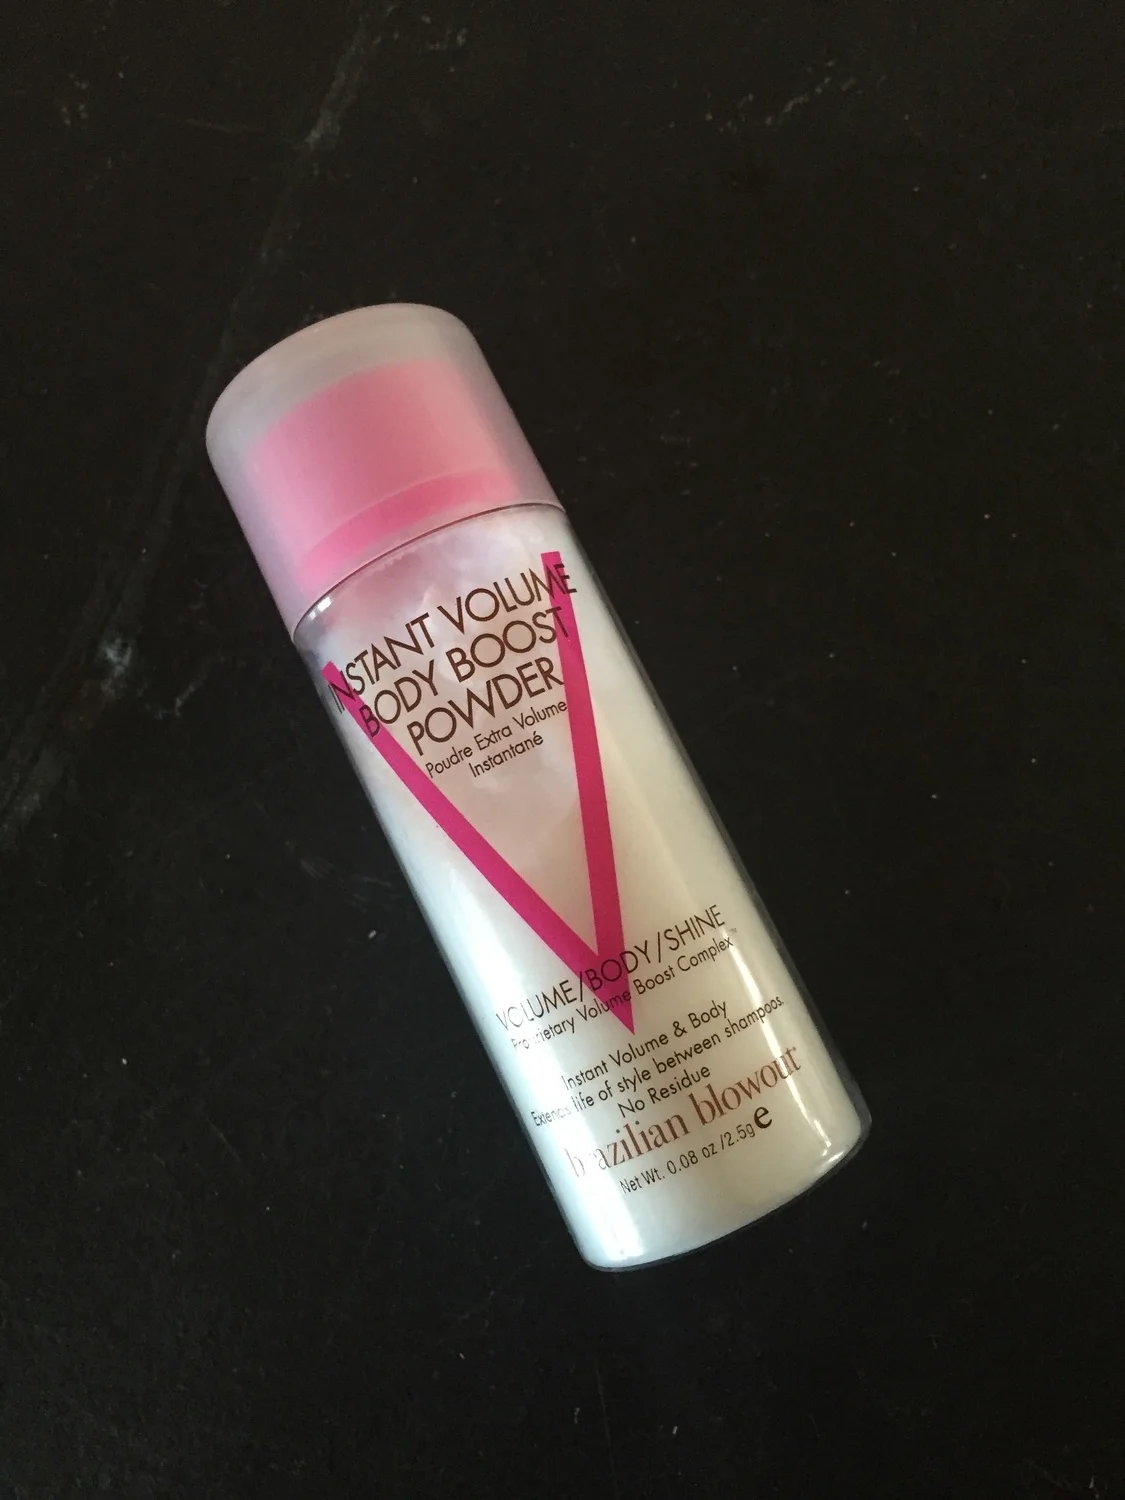 INSTANT VOLUME
BODY BOOST
POWDER
Poudre Extra Volume
Instantané
VOLUME/BODY/SHINE
Proprietary Volume Boost Complex™
Instant Volume & Body
Extends life of style between shampoos.
No Residue
brazilian blowout
Net Wt. 0.08 oz /2.5g e